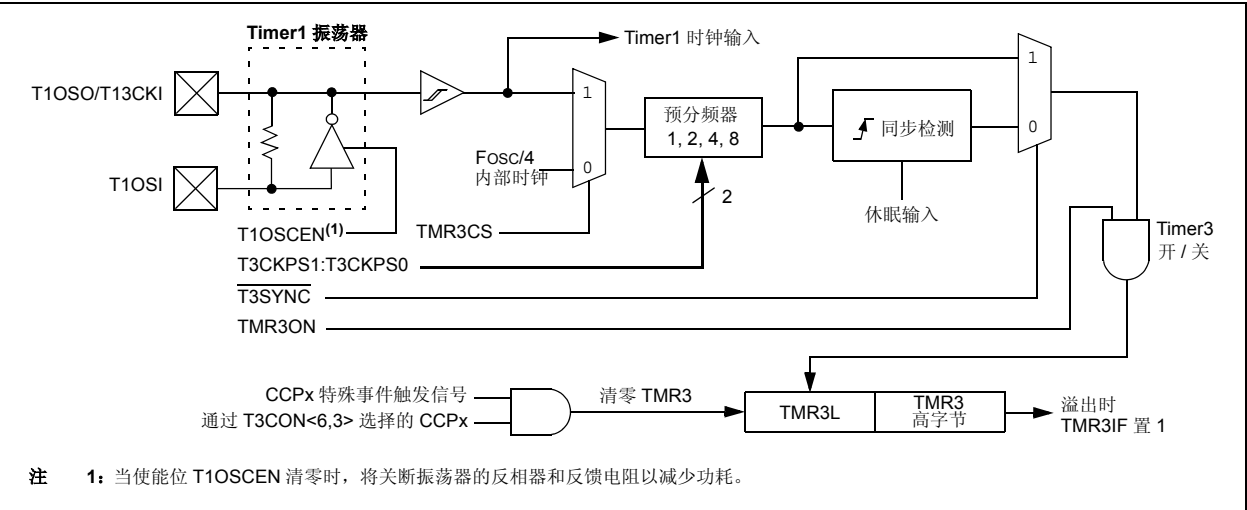 Timer1 振荡器
Timer1 时钟输入
T1OSO/T13CKI
1
1
预分频器
1, 2, 4, 8
同步检测
0
FOSC/4
内部时钟
0
T1OSI
2
休眠输入
T1OSCEN(1)
TMR3CS
Timer3
开 / 关
T3CKPS1:T3CKPS0
T3SYNC
TMR3ON
CCPx 特殊事件触发信号
通过 T3CON<6,3> 选择的 CCPx
清零 TMR3
TMR3L
TMR3
高字节
溢出时
TMR3IF 置 1
注 1: 当使能位 T1OSCEN 清零时，将关断振荡器的反相器和反馈电阻以减少功耗。